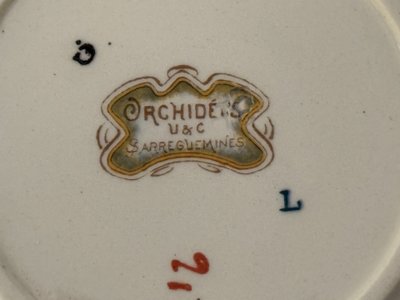 ORCHIDÉES
U & C
SARREGUEMINES
L